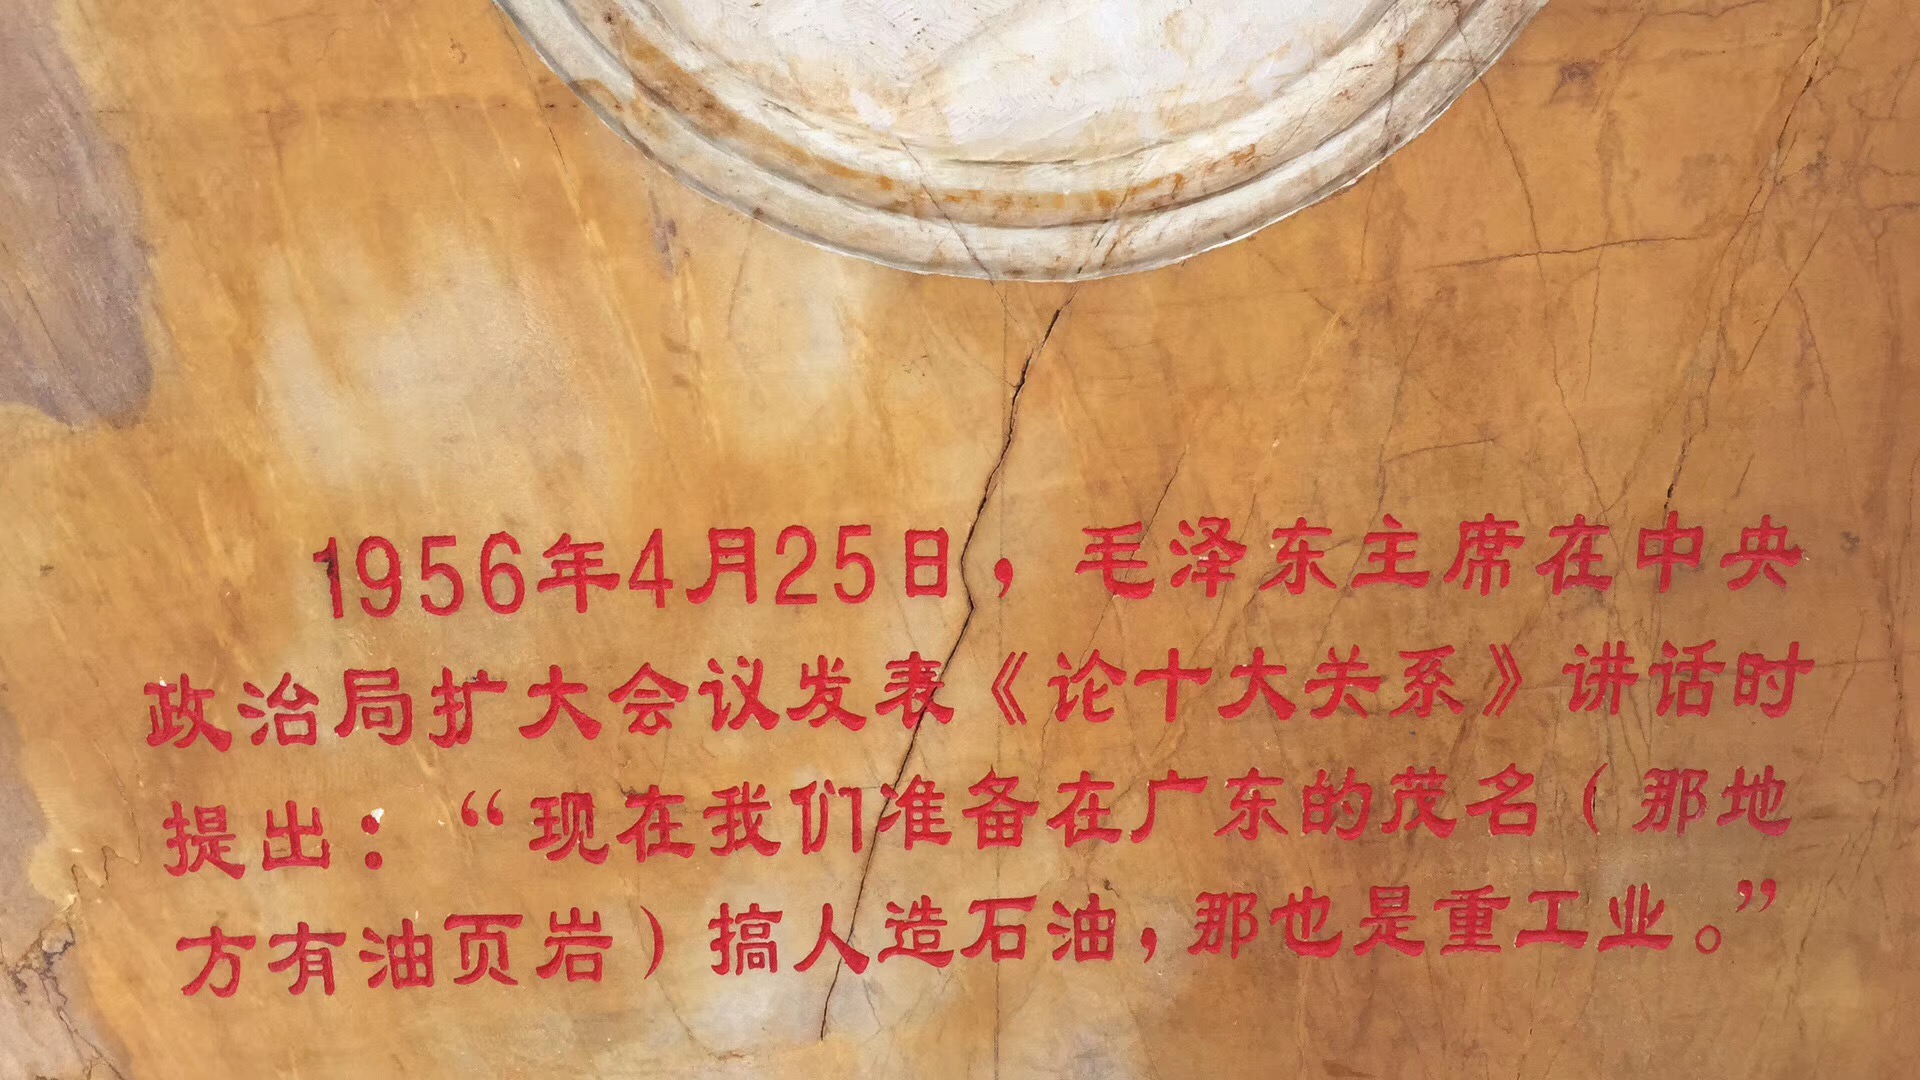 1956年4月25日，毛泽东主席在中央
政治局扩大会议发表《论十大关系》讲话时
提出：“现在我们准备在广东的茂名（那地
方有油页岩）搞人造石油，那也是重工业。”